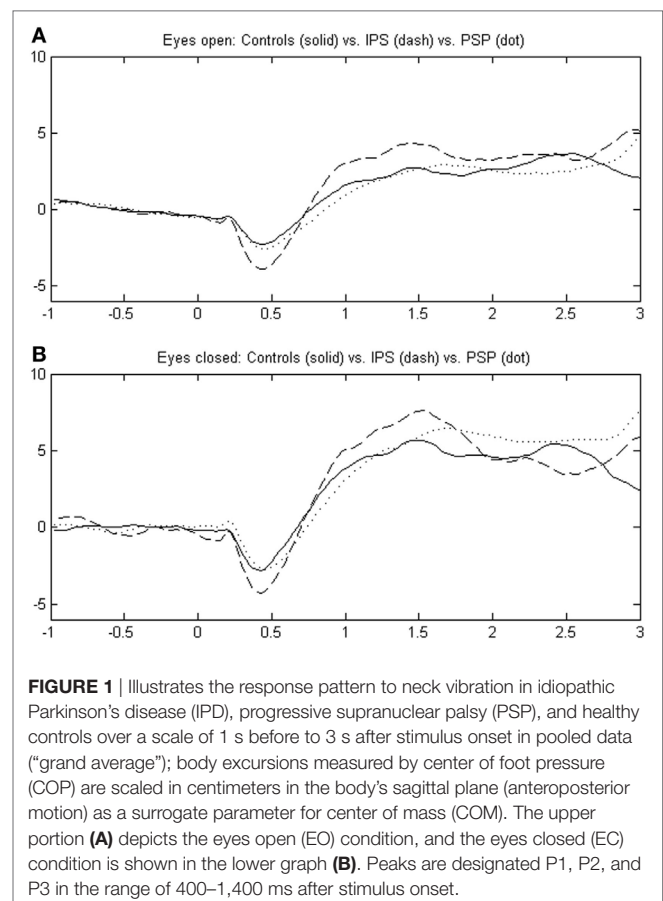 A
Eyes open: Controls (solid) vs. IPS (dash) vs. PSP (dot)
10
5
0
-5
-1 -0.5 0 0.5 1 1.5 2 2.5 3
B
Eyes closed: Controls (solid) vs. IPS (dash) vs. PSP (dot)
10
5
0
-5
-1 -0.5 0 0.5 1 1.5 2 2.5 3
FIGURE 1 | Illustrates the response pattern to neck vibration in idiopathic
Parkinson's disease (IPD), progressive supranuclear palsy (PSP), and healthy
controls over a scale of 1 s before to 3 s after stimulus onset in pooled data
("grand average"); body excursions measured by center of foot pressure
(COP) are scaled in centimeters in the body's sagittal plane (anteroposterior
motion) as a surrogate parameter for center of mass (COM). The upper
portion (A) depicts the eyes open (EO) condition, and the eyes closed (EC)
condition is shown in the lower graph (B). Peaks are designated P1, P2, and
P3 in the range of 400–1,400 ms after stimulus onset.